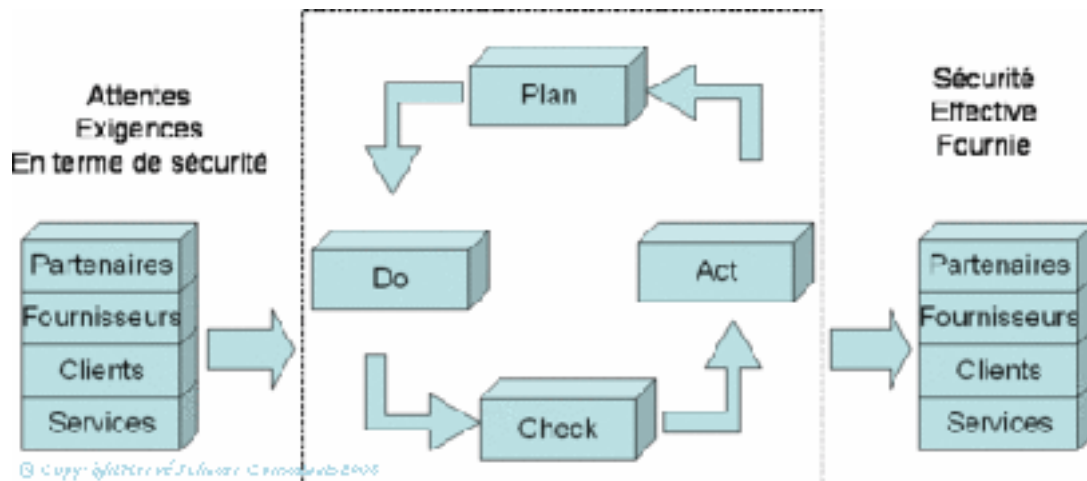 Attentes
Exigences
En terme de sécurité
Partenaires
Fournisseurs
Clients
Services
Plan
Do
Act
Check
Sécurité
Effective
Fournie
Partenaires
Fournisseurs
Clients
Services